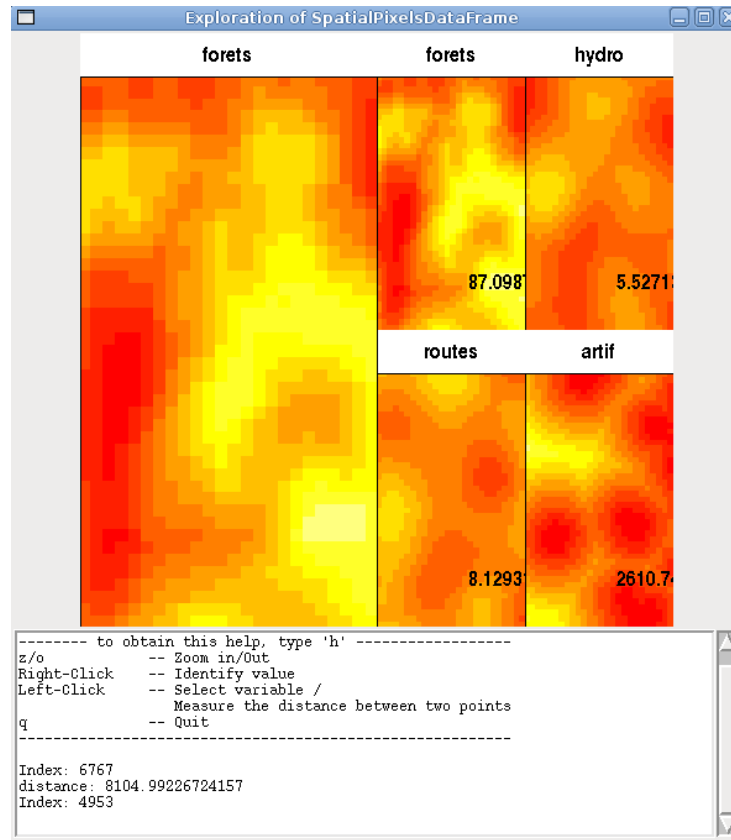 Exploration of SpatialPixelsDataFrame
forets
forets
hydro
87.098
5.5271
routes
artif
8.1293
2610.7
-------- to obtain this help, type 'h' ------------------
z/o             -- Zoom in/Out
Right-Click    -- Identify value
Left-Click     -- Select variable /
                   Measure the distance between two points
q               -- Quit
---------------------------------------------------------
Index: 6767
distance: 8104.99226724157
Index: 4953